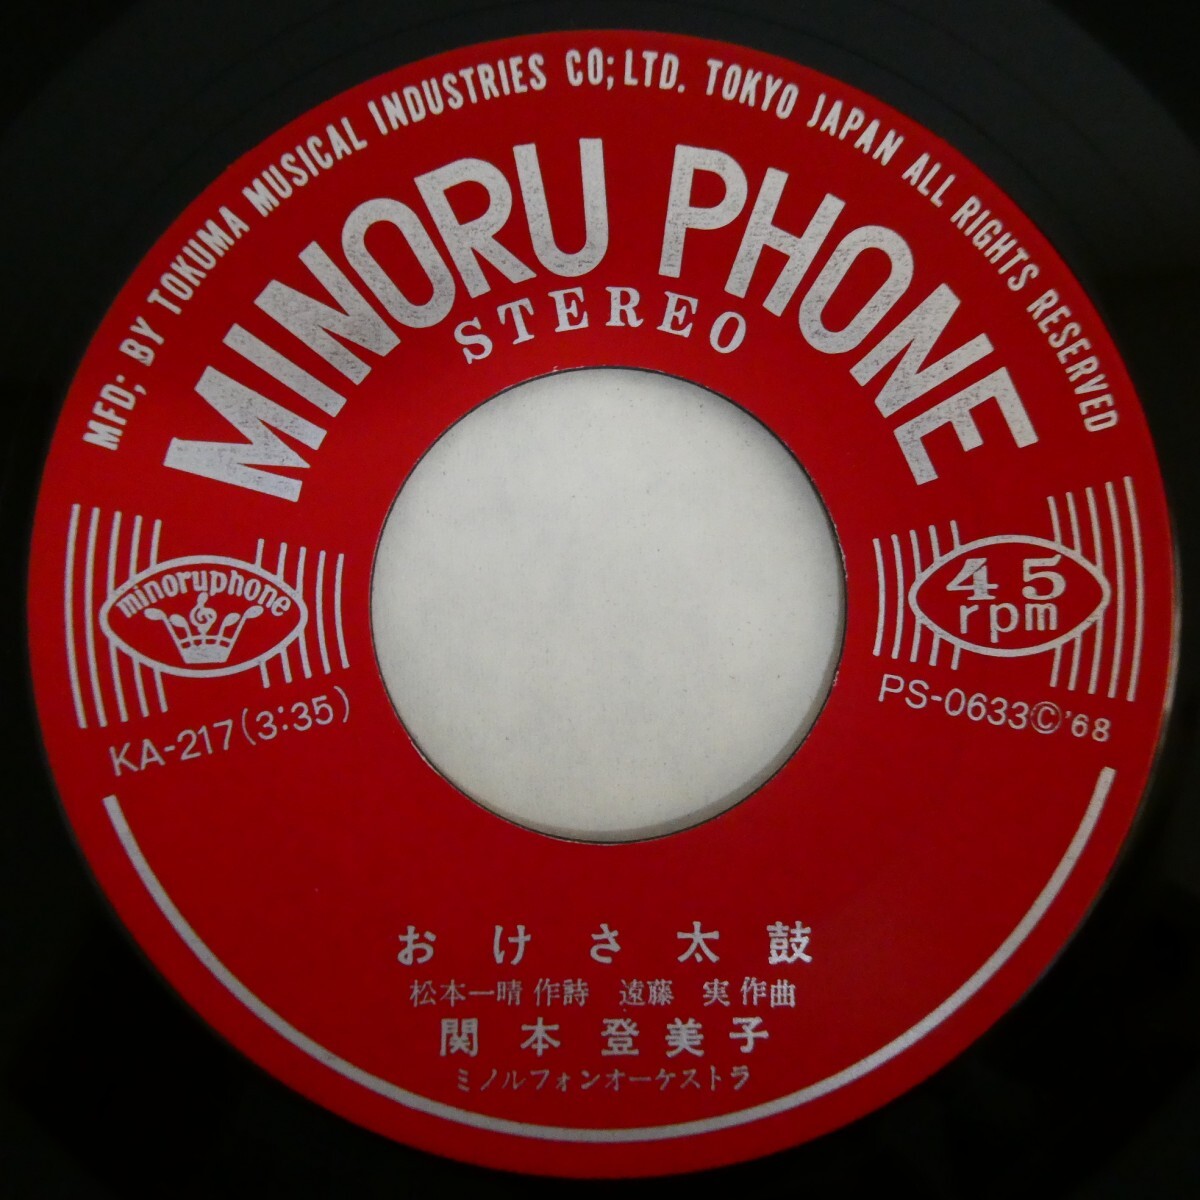 MFD; BY TOKUMA MUSICAL INDUSTRIES CO; LTD. TOKYO JAPAN ALL RIGHTS RESERVED
MINORU PHONE
STEREO
minoruphone
45
rpm
KA-217(3:35)
PS-0633©'68
おけさ太鼓
松本一晴 作詩 遠藤 実 作曲
関本登美子
ミノルフォンオーケストラ